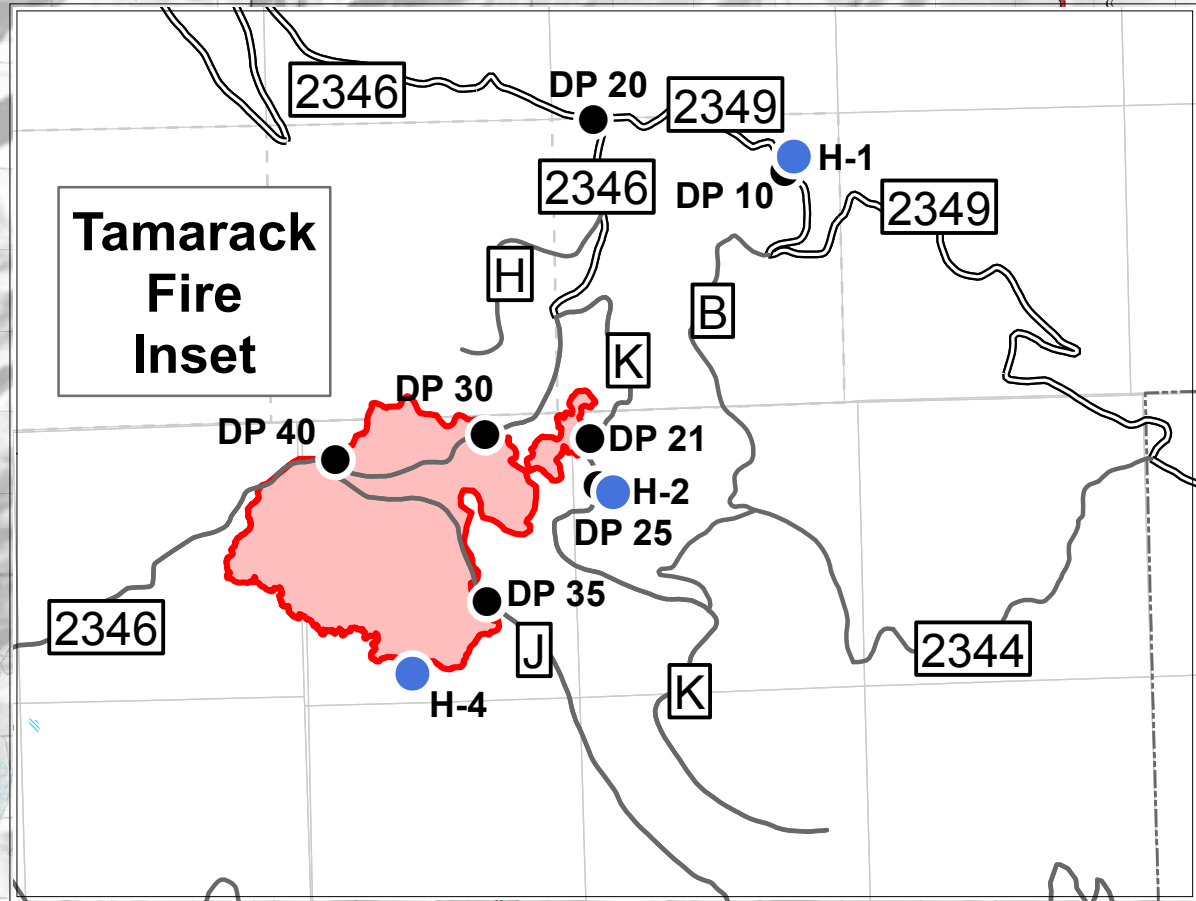 DP 20
2346
2349
H-1
2346
DP 10
2349
Tamarack
Fire
Inset
H
B
K
DP 30
DP 40
DP 21
H-2
DP 25
DP 35
2346
J
2344
K
H-4